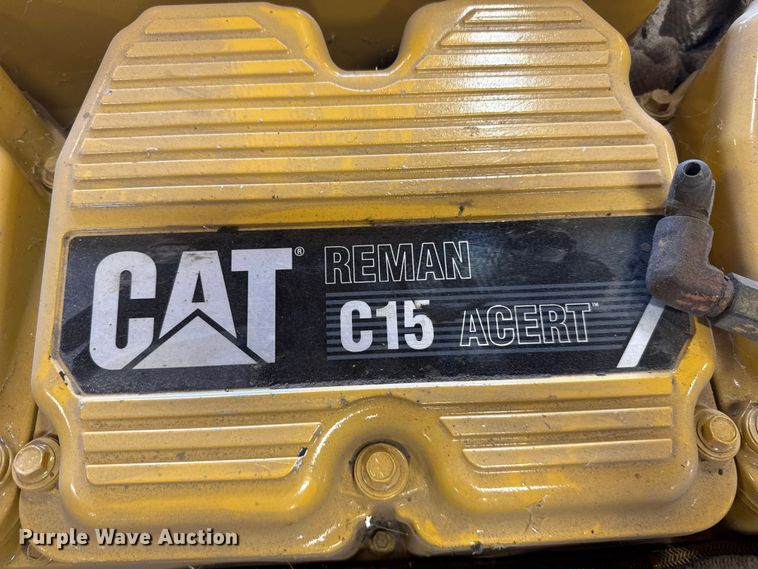 CAT® REMAN
C15 ACERT™
Purple Wave Auction